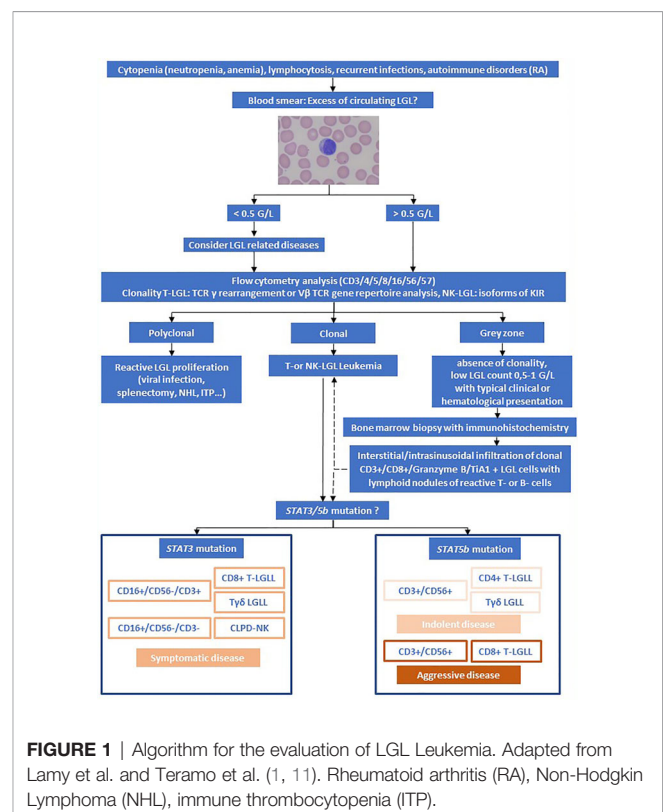 Cytopenia (neutropenia, anemia), lymphocytosis, recurrent infections, autoimmune disorders (RA)
Blood smear: Excess of circulating LGL?
< 0.5 G/L
> 0.5 G/L
Consider LGL related diseases
Flow cytometry analysis (CD3/4/5/8/16/56/57)
Clonality T-LGL: TCR γ rearrangement or Vβ TCR gene repertoire analysis, NK-LGL: isoforms of KIR
Polyclonal
Clonal
Grey zone
Reactive LGL proliferation
(viral infection,
splenectomy, NHL, ITP...)
T-or NK-LGL Leukemia
absence of clonality,
low LGL count 0,5-1 G/L
with typical clinical or
hematological presentation
Bone marrow biopsy with immunohistochemistry
Interstitial/intrasinusoidal infiltration of clonal
CD3+/CD8+/Granzyme B/TiA1 + LGL cells with
lymphoid nodules of reactive T- or B- cells
STAT3/5b mutation ?
STAT3 mutation
CD16+/CD56-/CD3+
CD8+ T-LGLL
Tγδ LGLL
CD16+/CD56-/CD3-
CLPD-NK
Symptomatic disease
STAT5b mutation
CD3+/CD56+
CD4+ T-LGLL
Tγδ LGLL
Indolent disease
CD3+/CD56+
CD8+ T-LGLL
Aggressive disease
FIGURE 1 | Algorithm for the evaluation of LGL Leukemia. Adapted from
Lamy et al. and Teramo et al. (1, 11). Rheumatoid arthritis (RA), Non-Hodgkin
Lymphoma (NHL), immune thrombocytopenia (ITP).